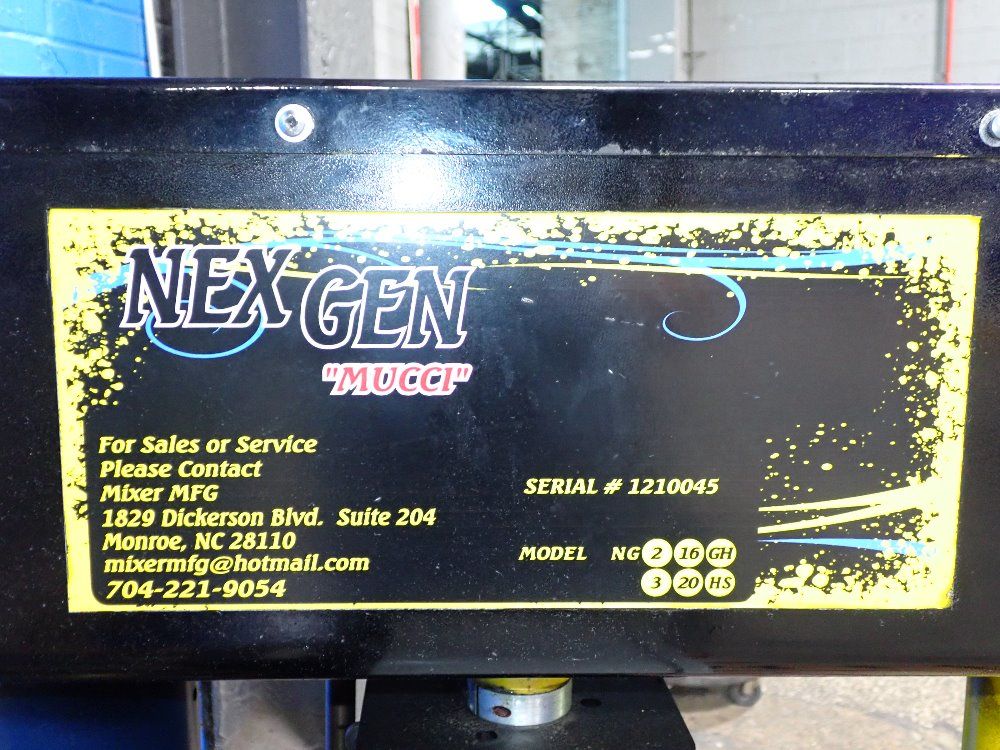 NEX GEN
"MUCCI"
For Sales or Service
Please Contact
Mixer MFG
1829 Dickerson Blvd. Suite 204
Monroe, NC 28110
mixermfg@hotmail.com
704-221-9054
SERIAL # 1210045
MODEL NG 2 16 GH
3 20 HS